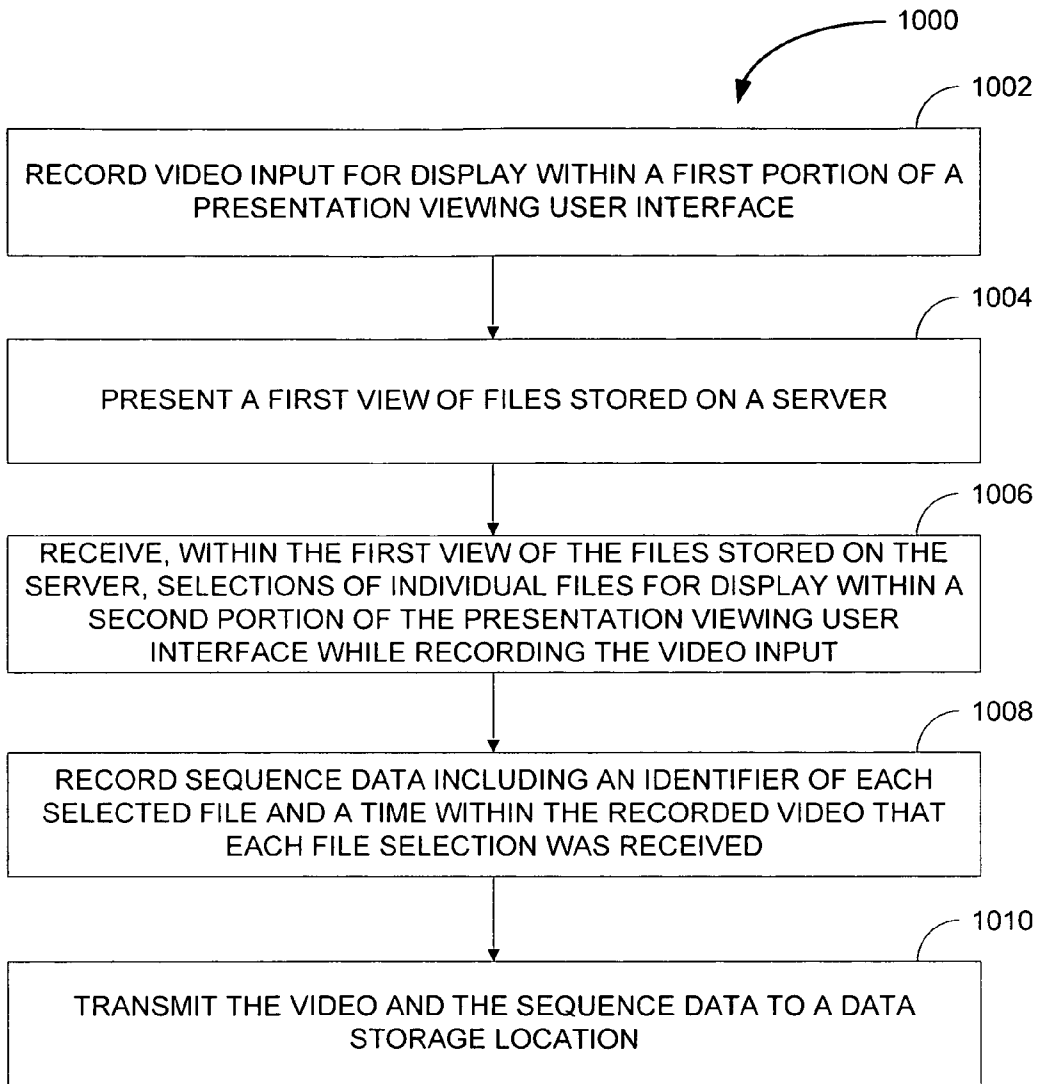 1000
1002
RECORD VIDEO INPUT FOR DISPLAY WITHIN A FIRST PORTION OF A
PRESENTATION VIEWING USER INTERFACE
1004
PRESENT A FIRST VIEW OF FILES STORED ON A SERVER
1006
RECEIVE, WITHIN THE FIRST VIEW OF THE FILES STORED ON THE
SERVER, SELECTIONS OF INDIVIDUAL FILES FOR DISPLAY WITHIN A
SECOND PORTION OF THE PRESENTATION VIEWING USER
INTERFACE WHILE RECORDING THE VIDEO INPUT
1008
RECORD SEQUENCE DATA INCLUDING AN IDENTIFIER OF EACH
SELECTED FILE AND A TIME WITHIN THE RECORDED VIDEO THAT
EACH FILE SELECTION WAS RECEIVED
1010
TRANSMIT THE VIDEO AND THE SEQUENCE DATA TO A DATA
STORAGE LOCATION